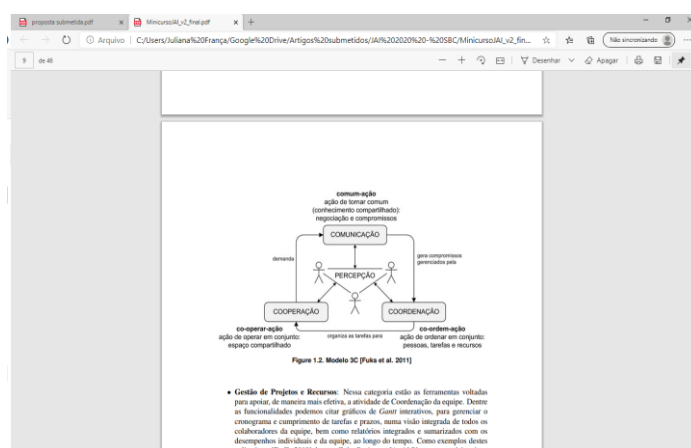 proposta submetida.pdf
MinicursoJAI_v2_final.pdf
Arquivo
C:/Users/Juliana%20França/Google%20Drive/Artigos%20submetidos/JAI%202020%20-%20SBC/MinicursoJAI_v2_fin...
Não sincronizando
9
de 48
Desenhar
Apagar
comum-ação
ação de tornar comum
(conhecimento compartilhado):
negociação e compromissos
COMUNICAÇÃO
demanda
gera compromissos
gerenciados pela
PERCEPÇÃO
COOPERAÇÃO
COORDENAÇÃO
co-operar-ação
ação de operar em conjunto:
espaço compartilhado
organiza as tarefas para
co-ordem-ação
ação de ordenar em conjunto:
pessoas, tarefas e recursos
Figure 1.2. Modelo 3C [Fuks et al. 2011]
• Gestão de Projetos e Recursos: Nessa categoria estão as ferramentas voltadas
para apoiar, de maneira mais efetiva, a atividade de Coordenação da equipe. Dentre
as funcionalidades podemos citar gráficos de Gantt interativos, para gerenciar o
cronograma e cumprimento de tarefas e prazos, numa visão integrada de todos os
colaboradores da equipe, bem como relatórios integrados e sumarizados com os
desempenhos individuais e da equipe, ao longo do tempo. Como exemplos destes